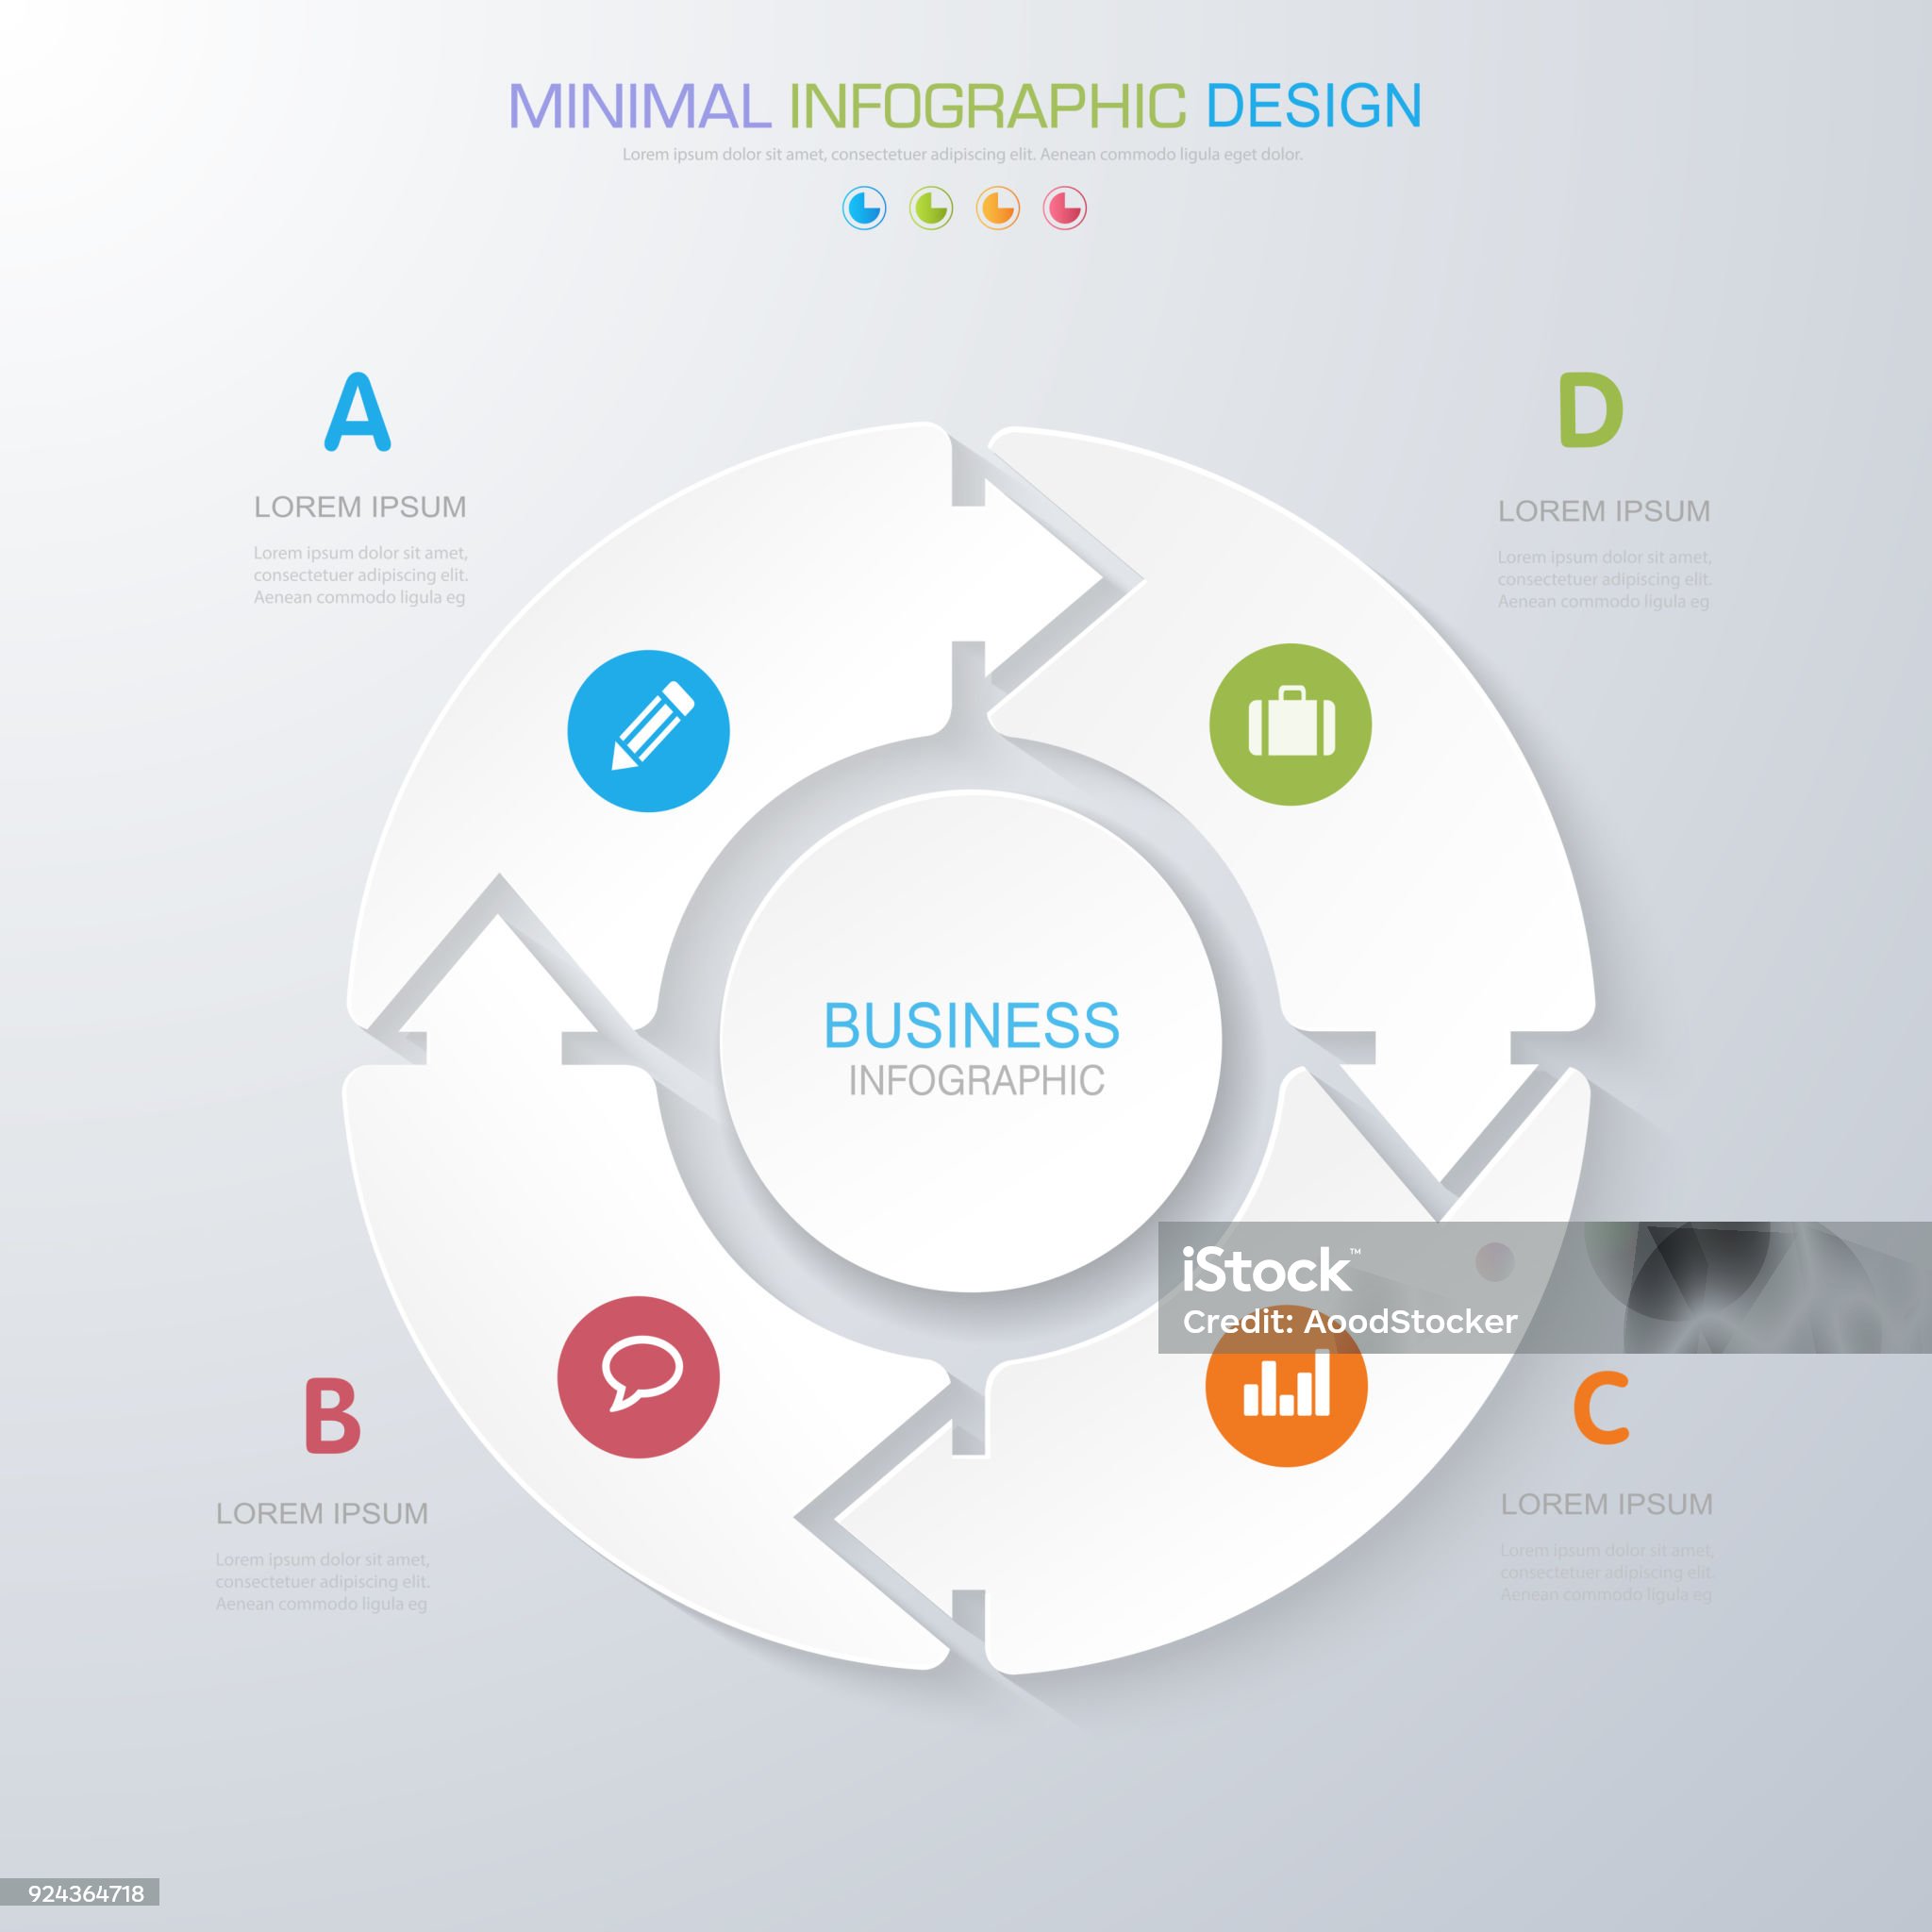 MINIMAL INFOGRAPHIC DESIGN
Lorem ipsum dolor sit amet, consectetuer adipiscing elit. Aenean commodo ligula eget dolor.
A
LOREM IPSUM
Lorem ipsum dolor sit amet,
consectetuer adipiscing elit.
Aenean commodo ligula eg
D
LOREM IPSUM
Lorem ipsum dolor sit amet,
consectetuer adipiscing elit.
Aenean commodo ligula eg
BUSINESS
INFOGRAPHIC
iStock™
Credit: AoodStocker
B
LOREM IPSUM
Lorem ipsum dolor sit amet,
consectetuer adipiscing elit.
Aenean commodo ligula eg
C
LOREM IPSUM
Lorem ipsum dolor sit amet,
consectetuer adipiscing elit.
Aenean commodo ligula eg
924364718